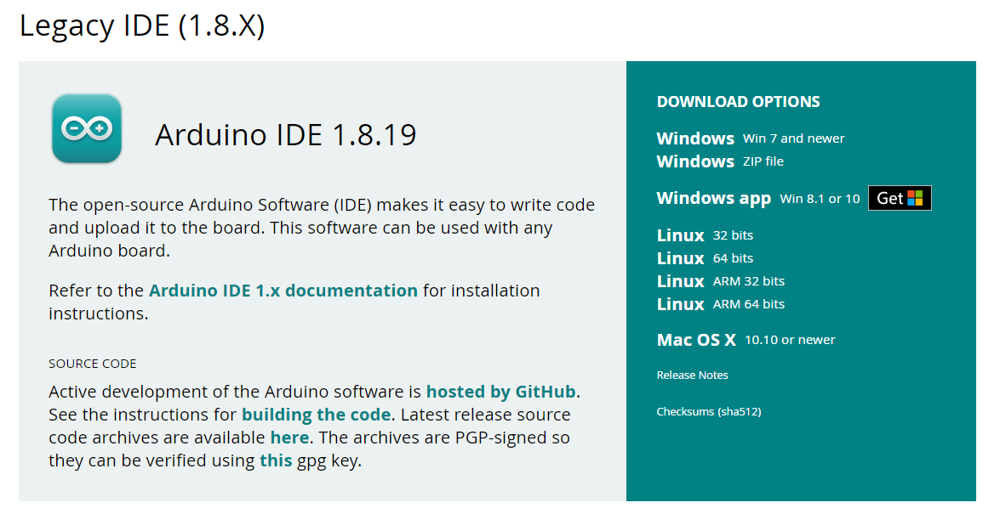 Legacy IDE (1.8.X)
Arduino IDE 1.8.19
The open-source Arduino Software (IDE) makes it easy to write code
and upload it to the board. This software can be used with any
Arduino board.
Refer to the Arduino IDE 1.x documentation for installation
instructions.
SOURCE CODE
Active development of the Arduino software is hosted by GitHub.
See the instructions for building the code. Latest release source
code archives are available here. The archives are PGP-signed so
they can be verified using this gpg key.
DOWNLOAD OPTIONS
Windows Win 7 and newer
Windows ZIP file
Windows app Win 8.1 or 10 Get
Linux 32 bits
Linux 64 bits
Linux ARM 32 bits
Linux ARM 64 bits
Mac OS X 10.10 or newer
Release Notes
Checksums (sha512)